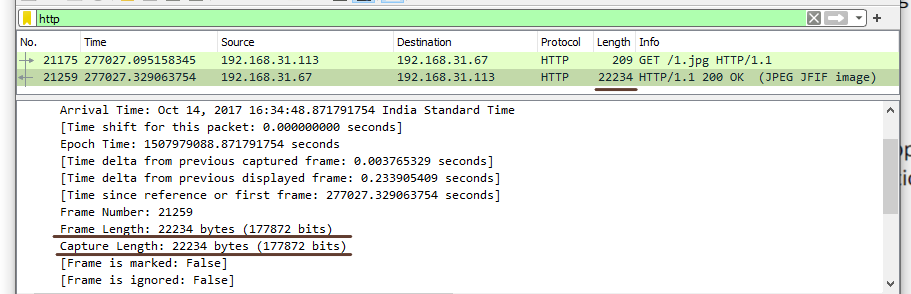 http
No. Time Source Destination Protocol Length Info
21175 277027.095158345 192.168.31.113 192.168.31.67 HTTP 209 GET /1.jpg HTTP/1.1
21259 277027.329063754 192.168.31.67 192.168.31.113 HTTP 22234 HTTP/1.1 200 OK (JPEG JFIF image)
Arrival Time: Oct 14, 2017 16:34:48.871791754 India Standard Time
[Time shift for this packet: 0.000000000 seconds]
Epoch Time: 1507979088.871791754 seconds
[Time delta from previous captured frame: 0.003765329 seconds]
[Time delta from previous displayed frame: 0.233905409 seconds]
[Time since reference or first frame: 277027.329063754 seconds]
Frame Number: 21259
Frame Length: 22234 bytes (177872 bits)
Capture Length: 22234 bytes (177872 bits)
[Frame is marked: False]
[Frame is ignored: False]